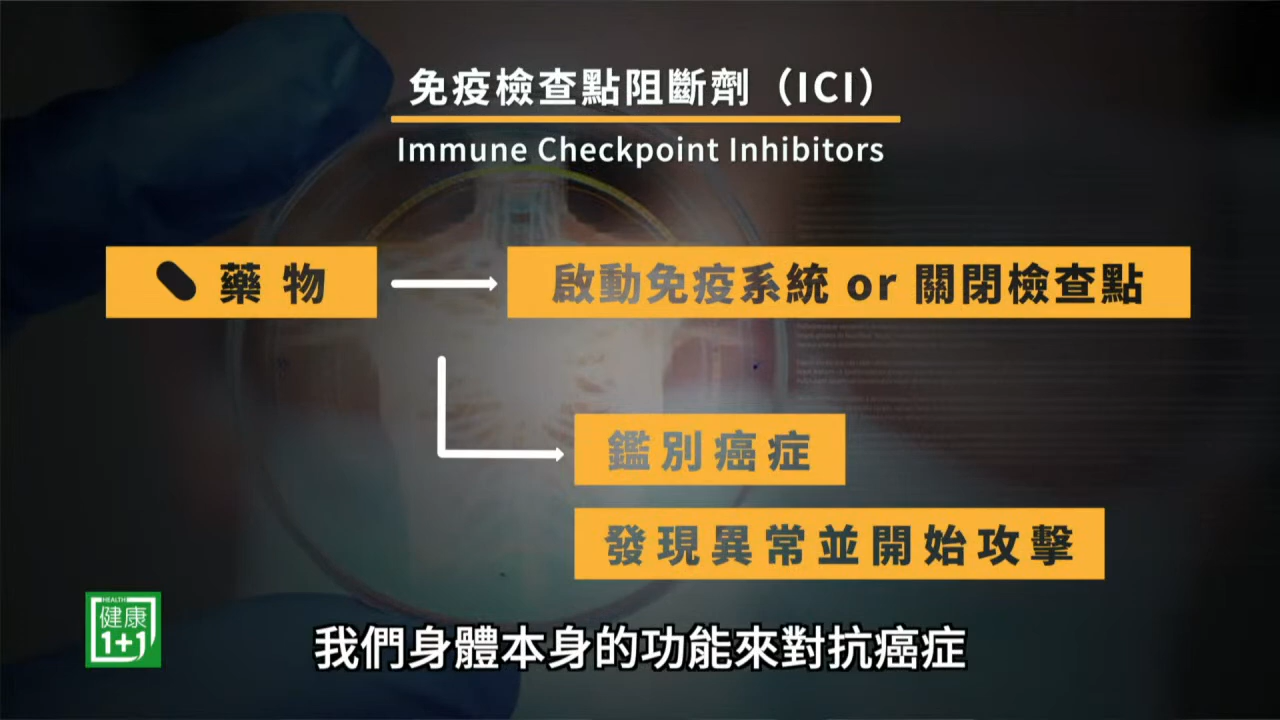 免疫檢查點阻斷劑（ICI）
Immune Checkpoint Inhibitors
藥物
啟動免疫系統 or 關閉檢查點
鑑別癌症
發現異常並開始攻擊
HEALTH
健康
1+1
我們身體本身的功能來對抗癌症